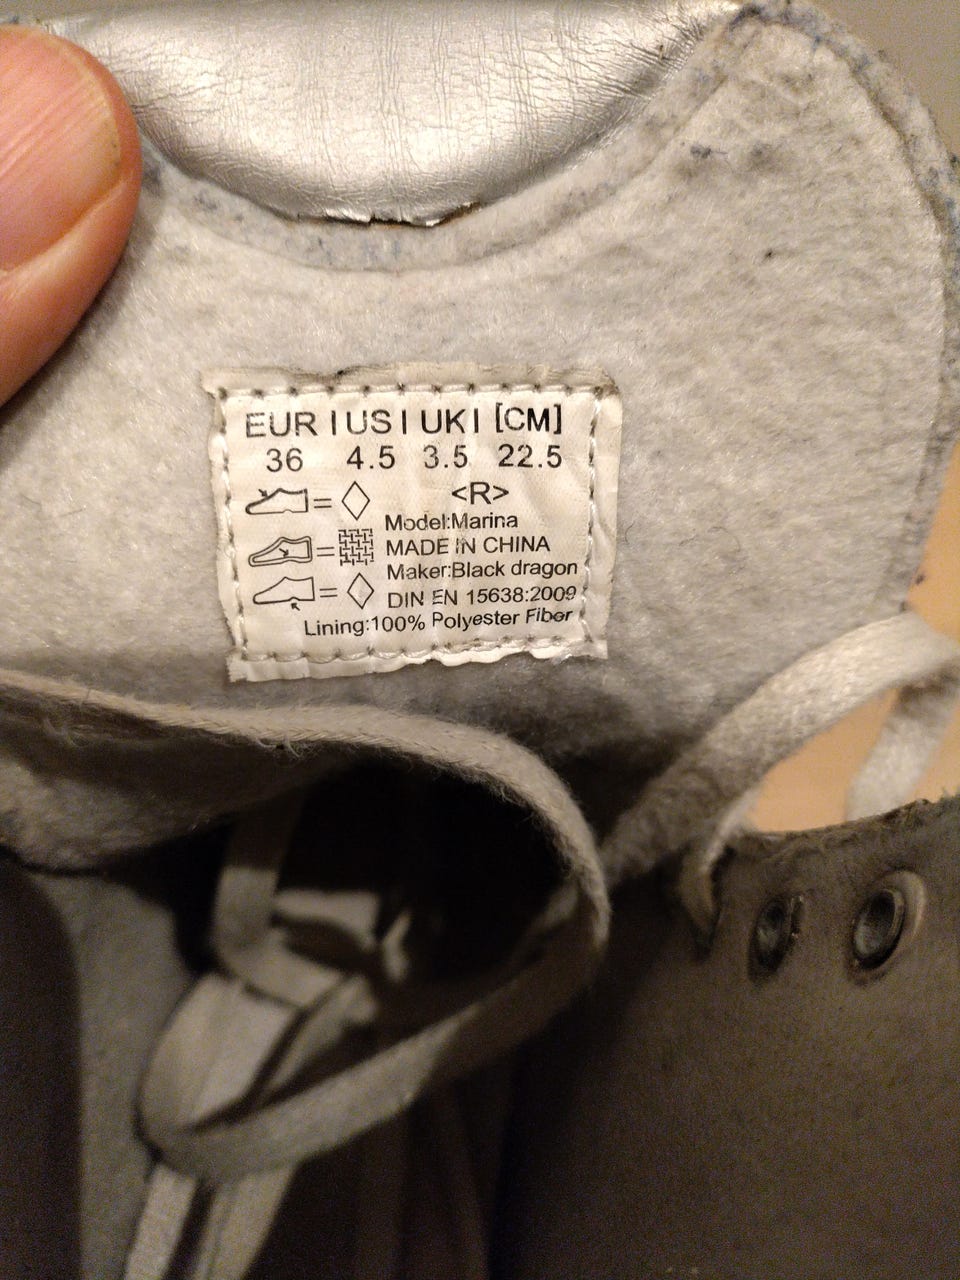 EUR | US | UK | [CM]
36 4.5 3.5 22.5
<R>
Model:Marina
MADE IN CHINA
Maker:Black dragon
DIN EN 15638:2009
Lining:100% Polyester Fiber